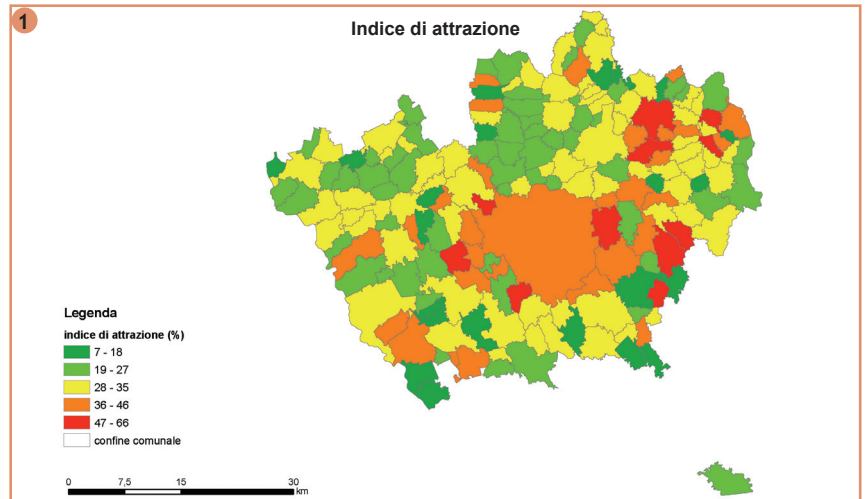 1
Indice di attrazione
Legenda
indice di attrazione (%)
7 - 18
19 - 27
28 - 35
36 - 46
47 - 66
confine comunale
0 7,5 15 30
km